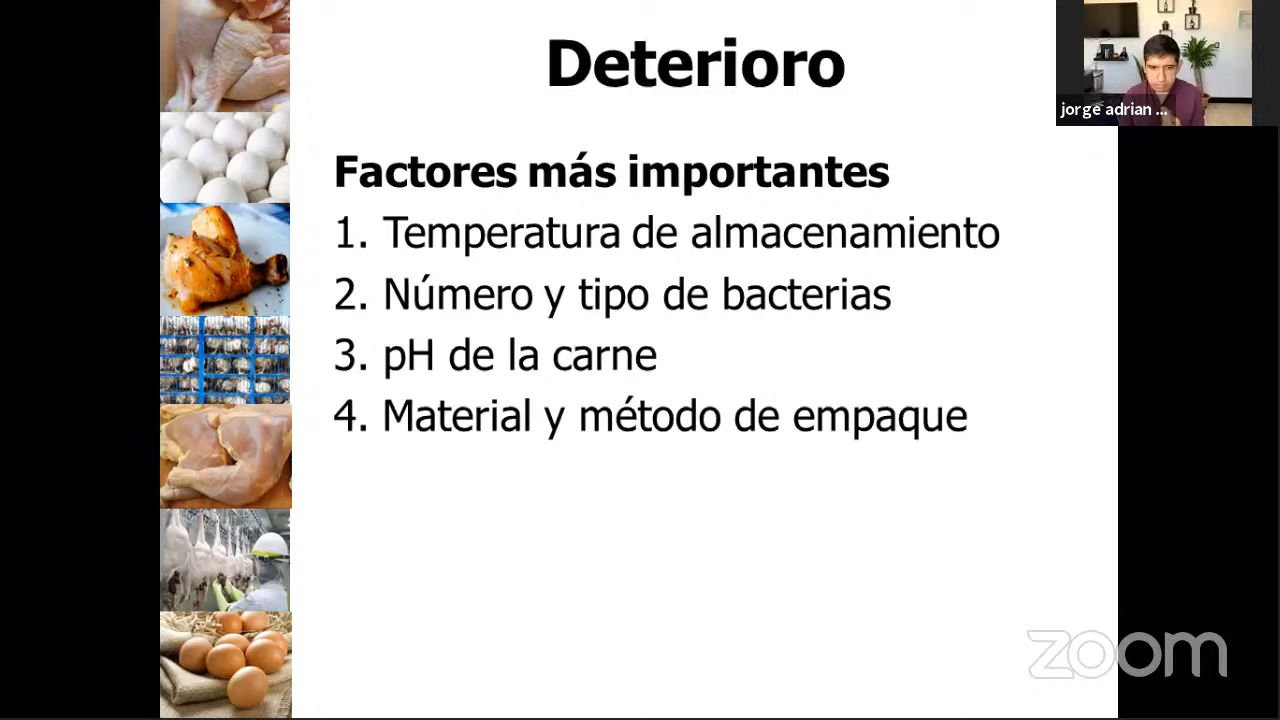 Deterioro
jorge adrian ...
Factores más importantes
1. Temperatura de almacenamiento
2. Número y tipo de bacterias
3. pH de la carne
4. Material y método de empaque
zoom